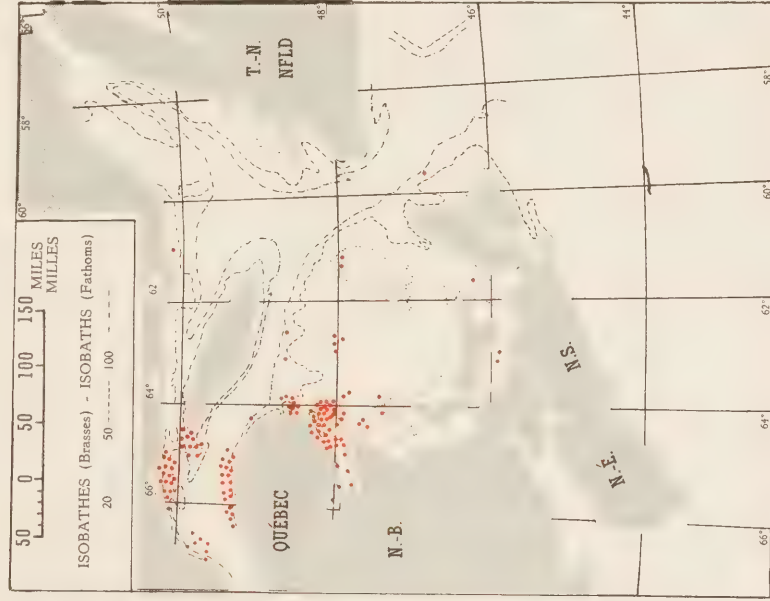 50 0 50 100 150 MILES
MILLES
ISOBATHES (Brasses) - ISOBATHS (Fathoms)
20 50 ------ 100 - - -
60° 58° 56°
50°
66° 64° 62
T.-N.
NFLD
48°
QUÉBEC
N.-B.
46°
N.S.
N.-É.
44°
66° 64° 62° 60° 58°